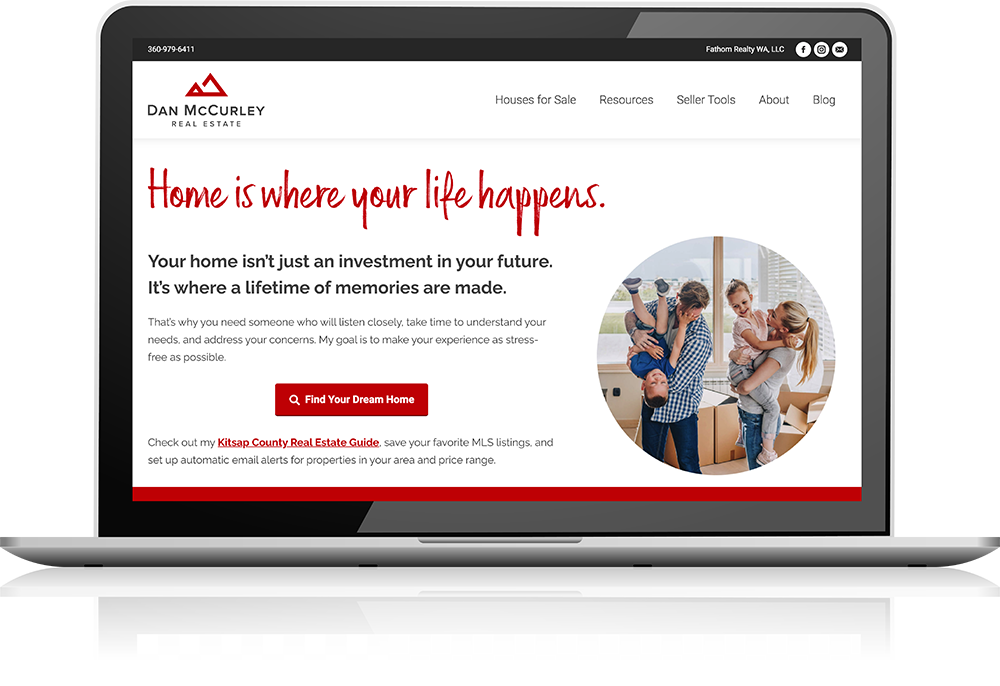 360-979-6411
Fathom Realty WA, LLC
DAN MCCURLEY
REAL ESTATE
Houses for Sale
Resources
Seller Tools
About
Blog
Home is where your life happens.
Your home isn't just an investment in your future.
It's where a lifetime of memories are made.
That's why you need someone who will listen closely, take time to understand your
needs, and address your concerns. My goal is to make your experience as stress-
free as possible.
Find Your Dream Home
Check out my Kitsap County Real Estate Guide, save your favorite MLS listings, and
set up automatic email alerts for properties in your area and price range.